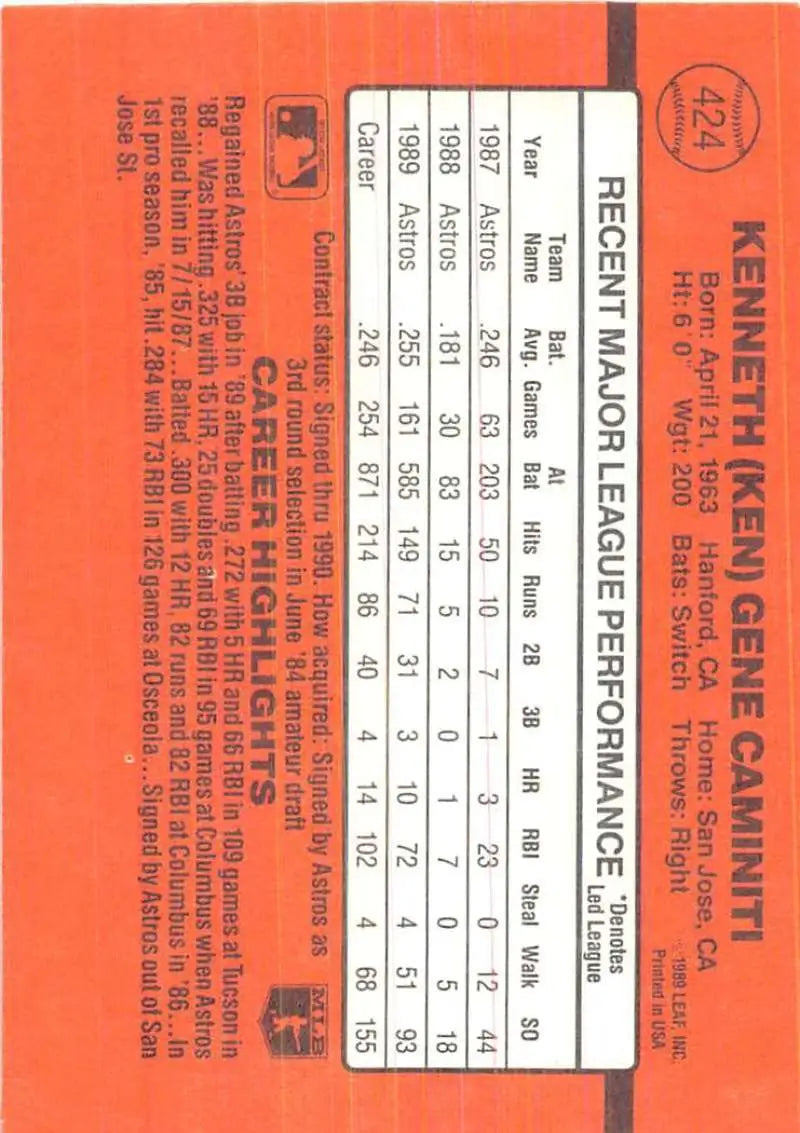 424
KENNETH (KEN) GENE CAMINITI
Born: April 21, 1963 Hanford, CA Home: San Jose, CA
Ht: 6' 0" Wgt: 200 Bats: Switch Throws: Right
1989 LEAF, INC.
Printed in USA
RECENT MAJOR LEAGUE PERFORMANCE *Denotes Led League
Year Team Name Bat. Avg. Games At Bat Hits Runs 2B 3B HR RBI Steal Walk SO
1987 Astros .246 63 203 50 10 7 1 3 23 0 12 44
1988 Astros .181 30 83 15 5 2 0 1 7 0 5 18
1989 Astros .255 161 585 149 71 31 3 10 72 4 51 93
Career .246 254 871 214 86 40 4 14 102 4 68 155
Contract status: Signed thru 1990. How acquired: Signed by Astros as
3rd round selection in June '84 amateur draft
MLB
CAREER HIGHLIGHTS
Regained Astros' 3B job in '89 after batting .272 with 5 HR and 66 RBI in 109 games at Tucson in
'88... Was hitting .325 with 15 HR, 25 doubles and 69 RBI in 95 games at Columbus when Astros
recalled him in 7/15/87... Batted .300 with 12 HR, 82 runs and 82 RBI at Columbus in '86... In
1st pro season, '85, hit .284 with 73 RBI in 126 games at Osceola... Signed by Astros out of San
Jose St.